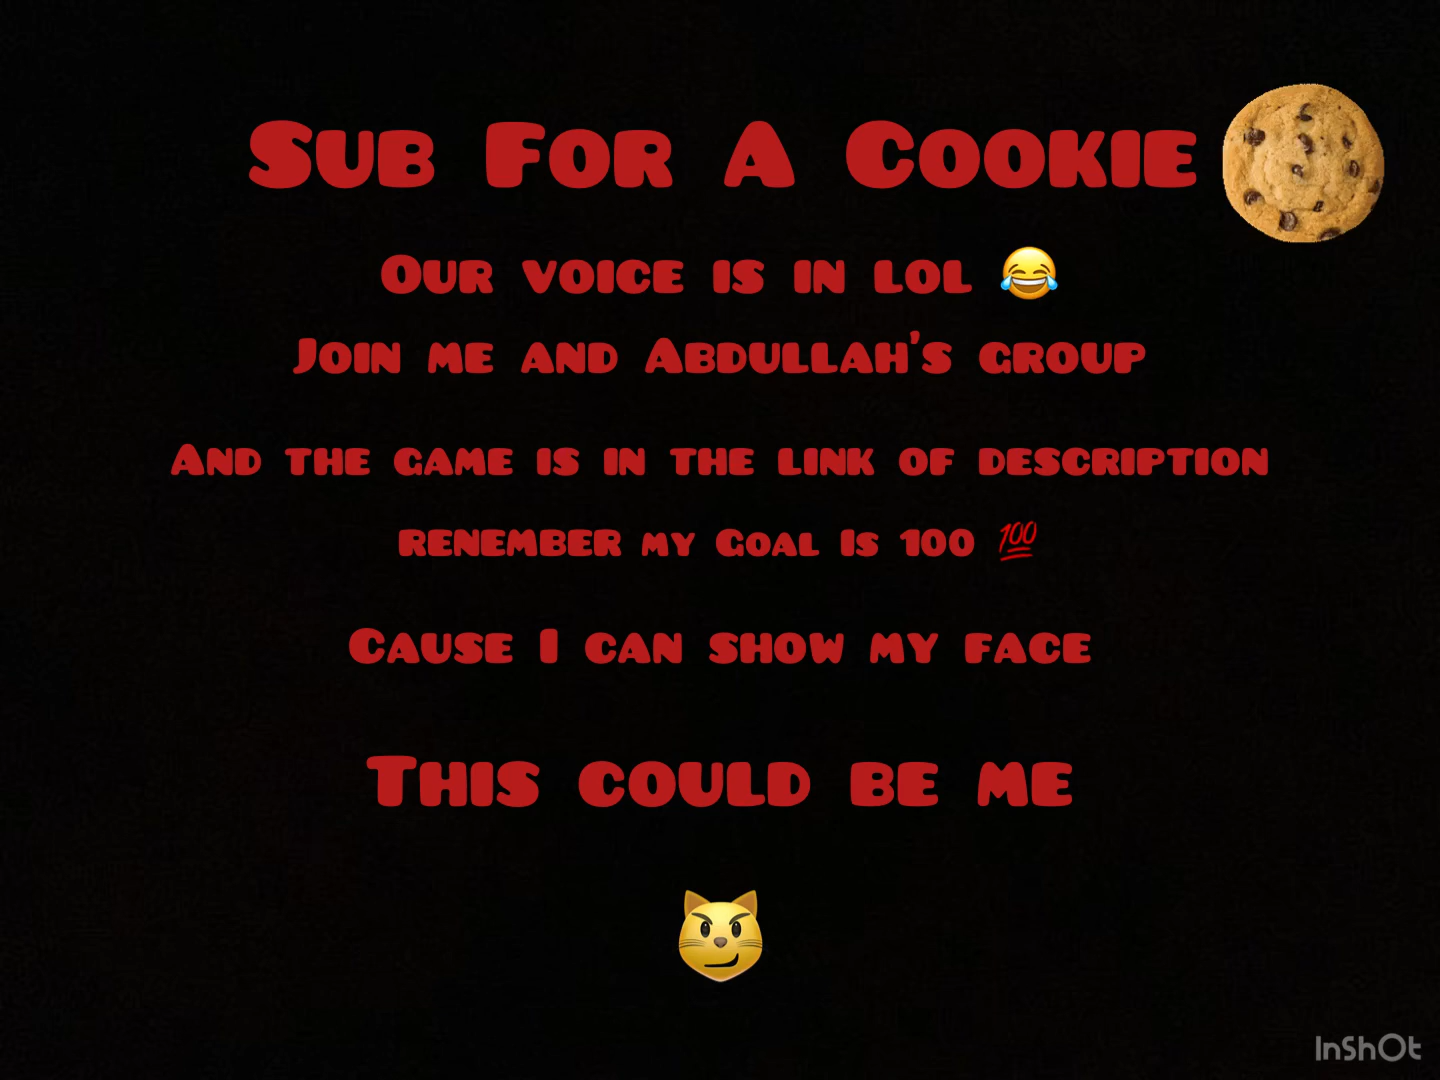 Sub For A Cookie
Our voice is in lol 😂
Join me and Abdullah's group
And the game is in the link of description
RENEMBER my Goal Is 100 💯
Cause I can show my face
This could be me
😼
InShOt